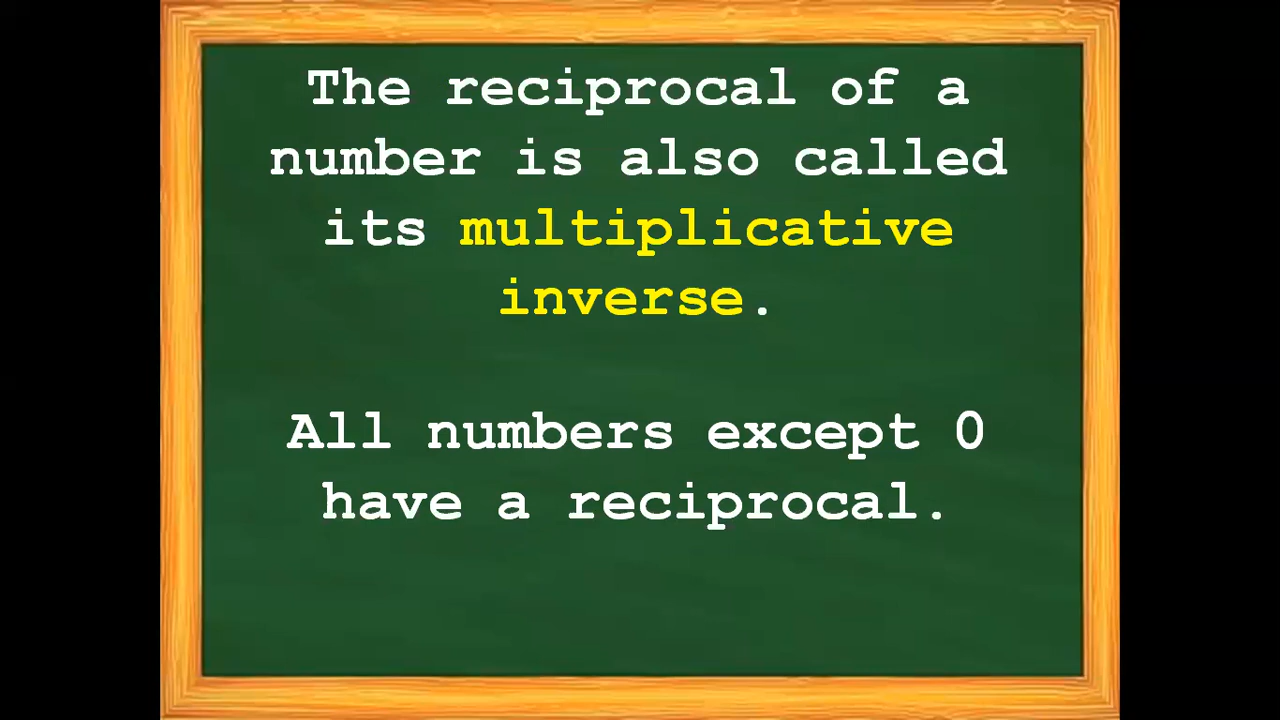 The reciprocal of a
number is also called
its multiplicative
inverse.
All numbers except 0
have a reciprocal.